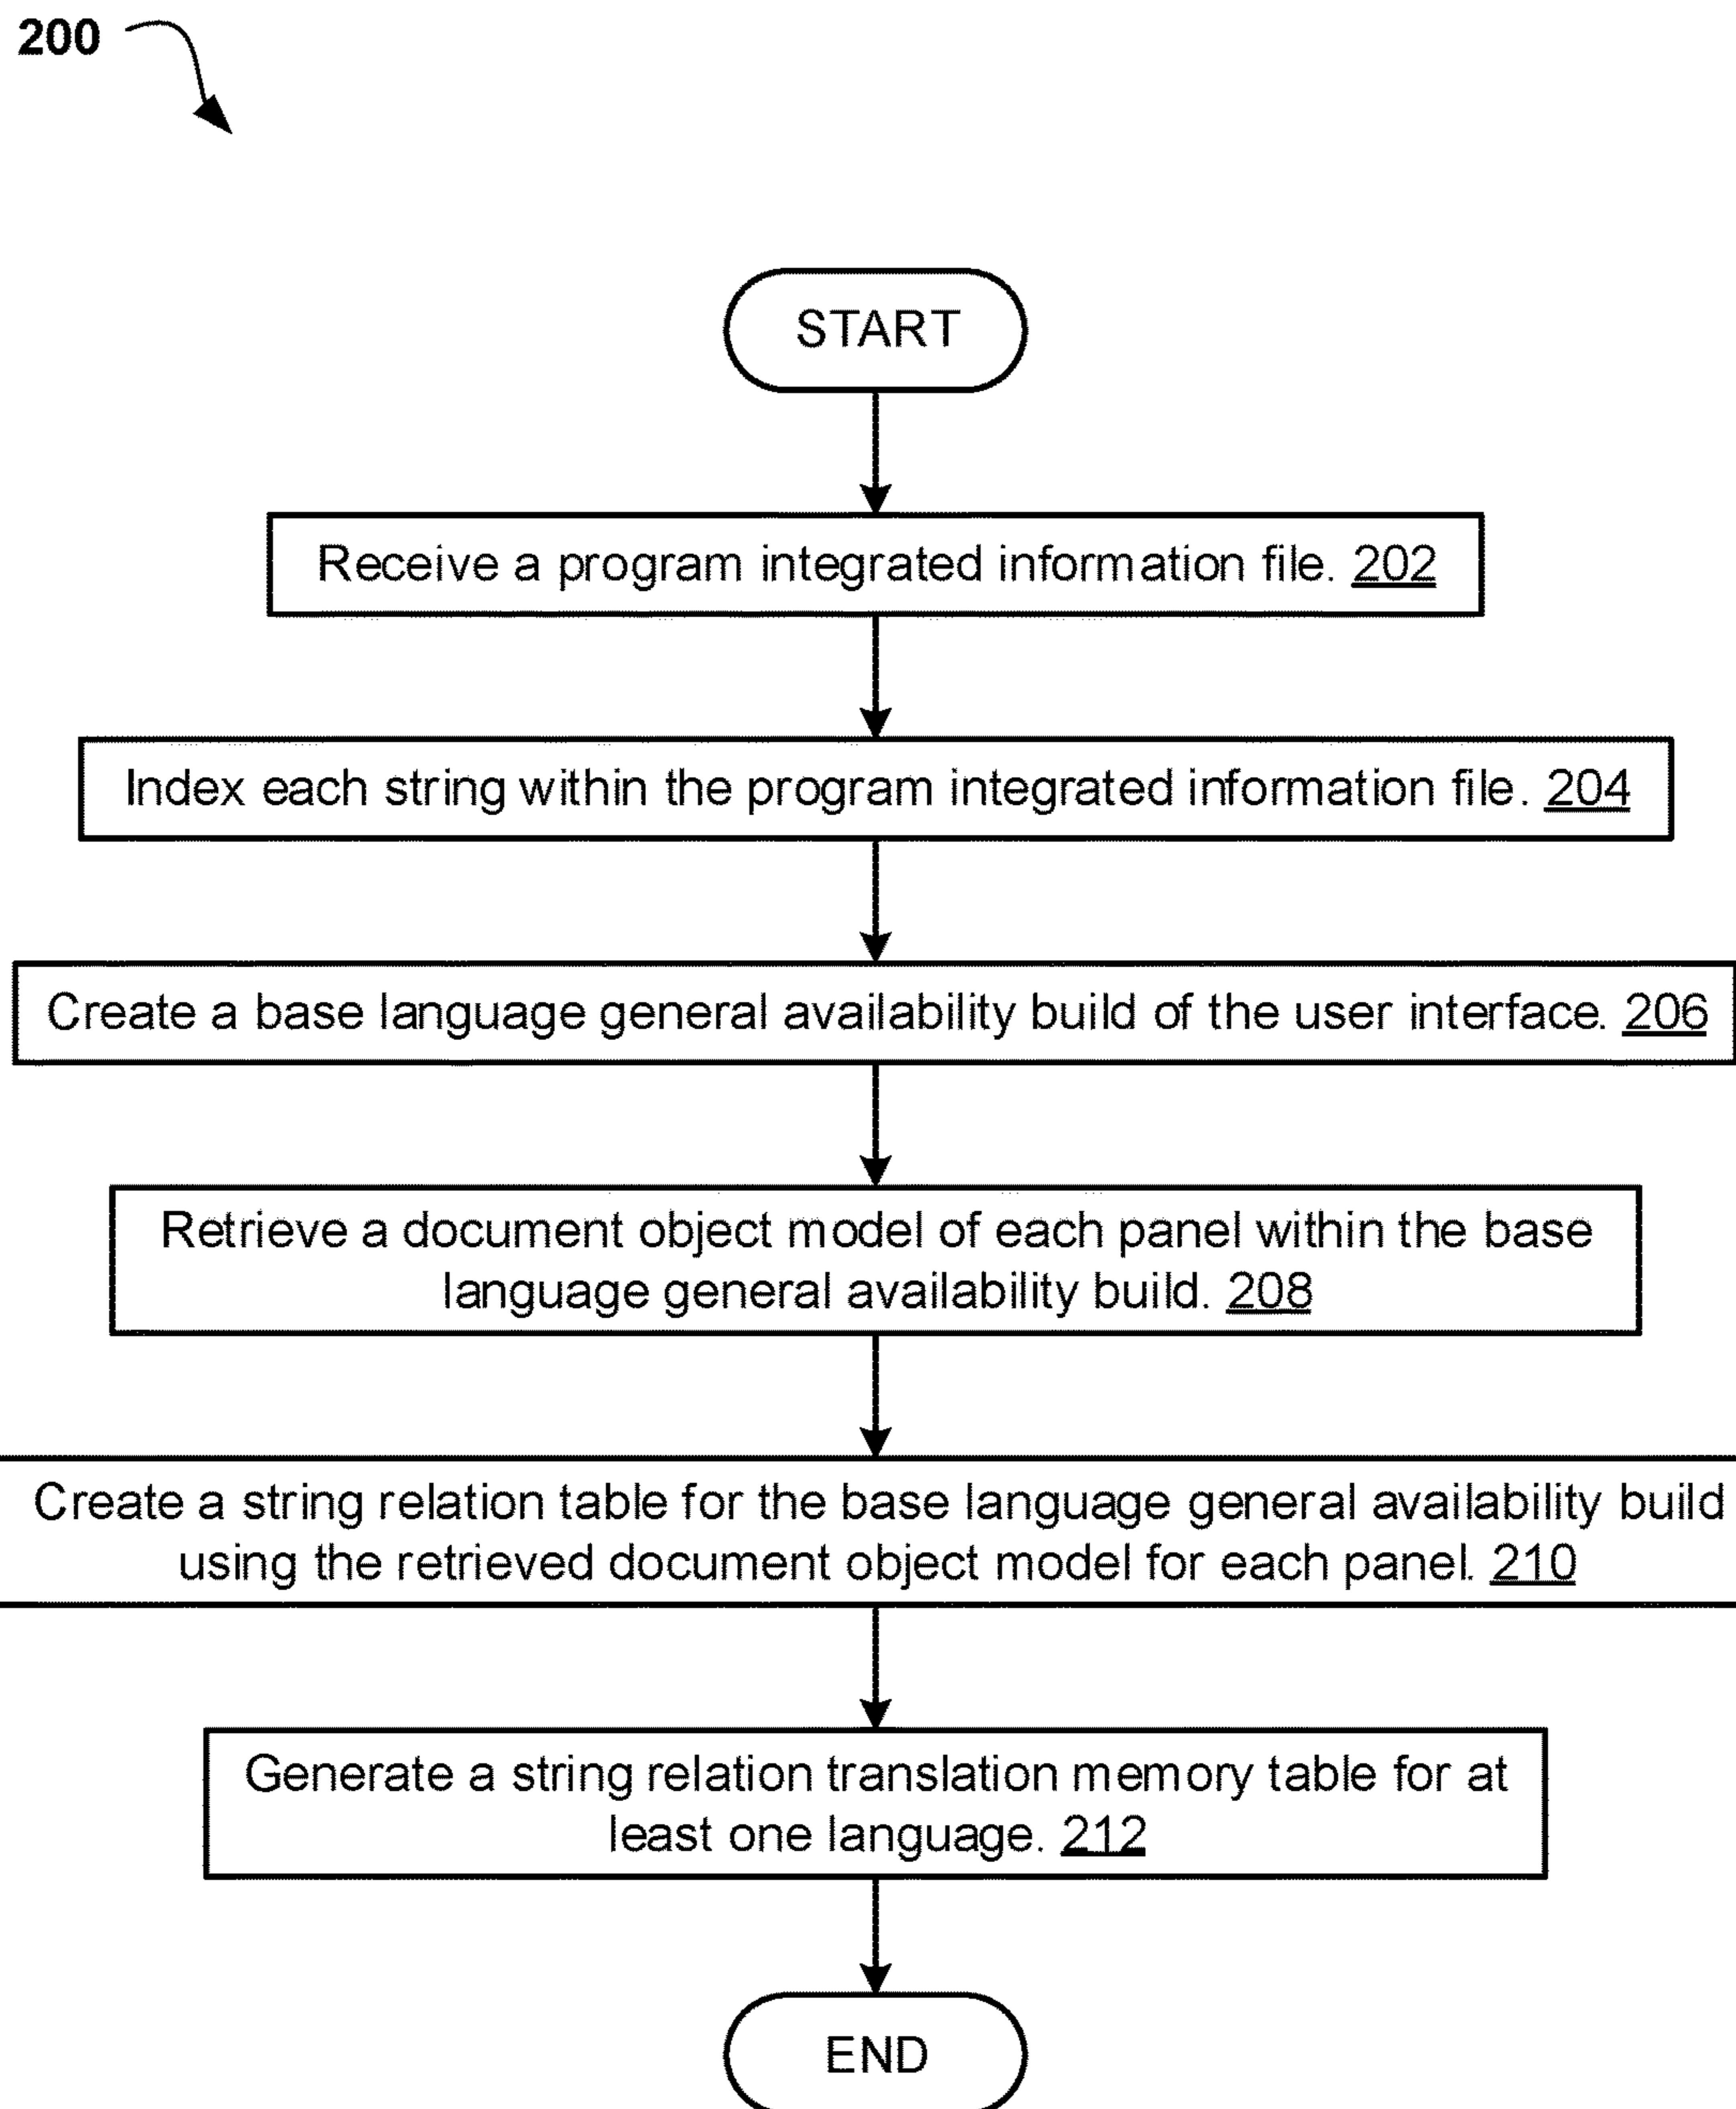 200
START
Receive a program integrated information file. 202
Index each string within the program integrated information file. 204
Create a base language general availability build of the user interface. 206
Retrieve a document object model of each panel within the base
language general availability build. 208
Create a string relation table for the base language general availability build
using the retrieved document object model for each panel. 210
Generate a string relation translation memory table for at
least one language. 212
END